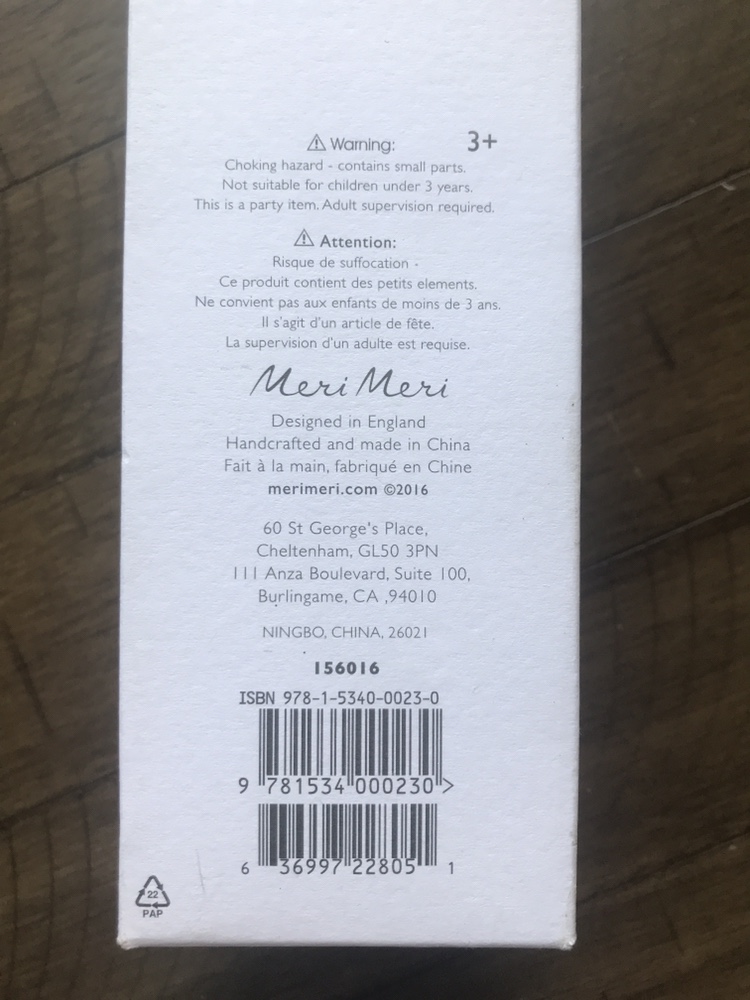 ⚠ Warning: 3+
Choking hazard - contains small parts.
Not suitable for children under 3 years.
This is a party item. Adult supervision required.
⚠ Attention:
Risque de suffocation -
Ce produit contient des petits elements.
Ne convient pas aux enfants de moins de 3 ans.
Il s'agit d'un article de fête.
La supervision d'un adulte est requise.
Meri Meri
Designed in England
Handcrafted and made in China
Fait à la main, fabriqué en Chine
merimeri.com ©2016
60 St George's Place,
Cheltenham, GL50 3PN
111 Anza Boulevard, Suite 100,
Burlingame, CA ,94010
NINGBO, CHINA, 26021
156016
ISBN 978-1-5340-0023-0
9 781534 000230 >
6 36997 22805 1
22
PAP